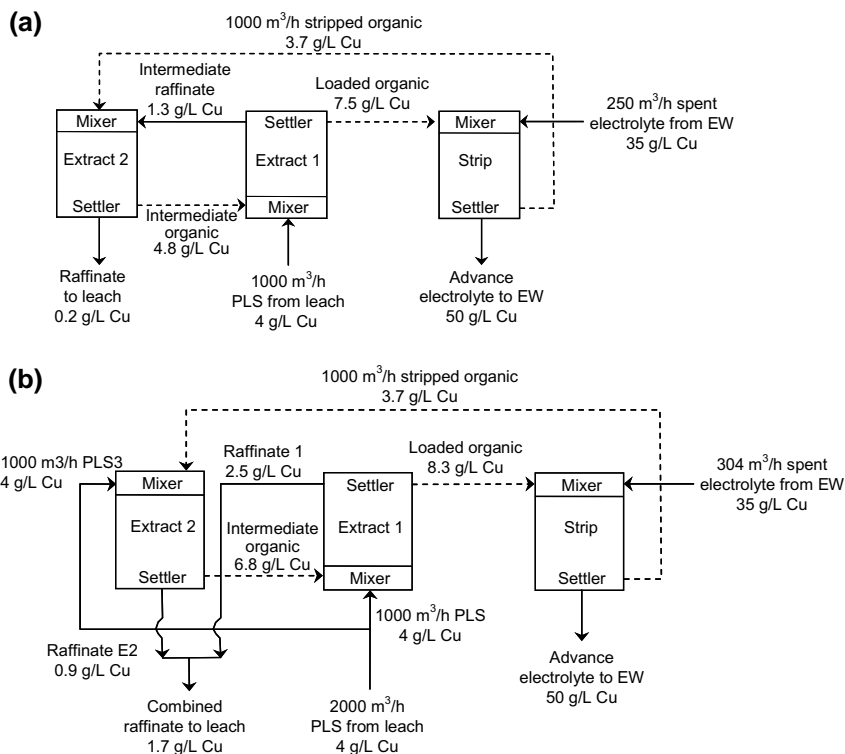 (a)
1000 m³/h stripped organic
3.7 g/L Cu
Intermediate
raffinate
1.3 g/L Cu
Loaded organic
7.5 g/L Cu
250 m³/h spent
electrolyte from EW
35 g/L Cu
Mixer
Extract 2
Settler
Settler
Extract 1
Mixer
Mixer
Strip
Settler
Intermediate
organic
4.8 g/L Cu
Raffinate
to leach
0.2 g/L Cu
1000 m³/h
PLS from leach
4 g/L Cu
Advance
electrolyte to EW
50 g/L Cu
(b)
1000 m³/h stripped organic
3.7 g/L Cu
1000 m3/h PLS3
4 g/L Cu
Raffinate 1
2.5 g/L Cu
Loaded organic
8.3 g/L Cu
304 m³/h spent
electrolyte from EW
35 g/L Cu
Mixer
Extract 2
Settler
Intermediate
organic
6.8 g/L Cu
Settler
Extract 1
Mixer
Mixer
Strip
Settler
1000 m³/h PLS
4 g/L Cu
Raffinate E2
0.9 g/L Cu
Combined
raffinate to leach
1.7 g/L Cu
2000 m³/h
PLS from leach
4 g/L Cu
Advance
electrolyte to EW
50 g/L Cu